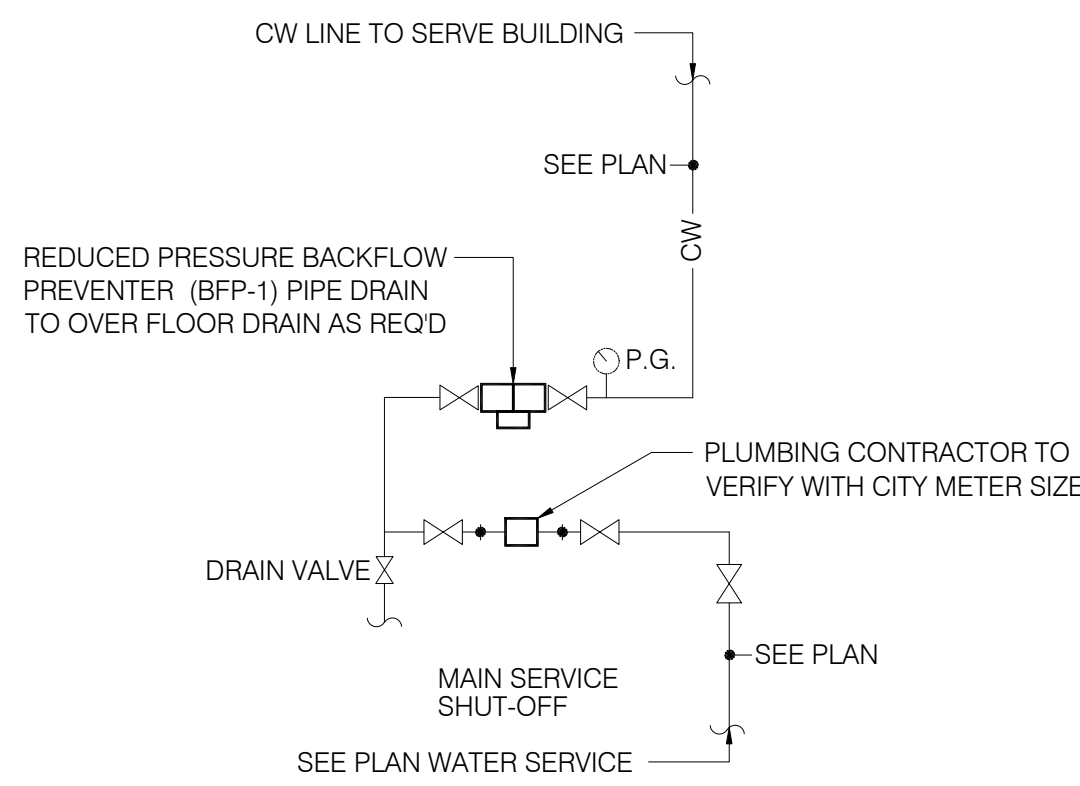 CW LINE TO SERVE BUILDING
SEE PLAN
CW
REDUCED PRESSURE BACKFLOW
PREVENTER (BFP-1) PIPE DRAIN
TO OVER FLOOR DRAIN AS REQ'D
P.G.
PLUMBING CONTRACTOR TO
VERIFY WITH CITY METER SIZE
DRAIN VALVE
SEE PLAN
MAIN SERVICE
SHUT-OFF
SEE PLAN WATER SERVICE